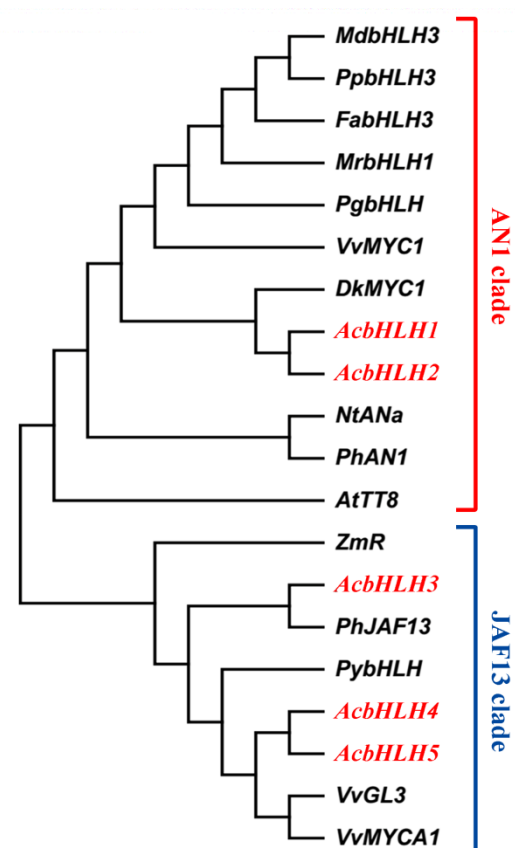 MdbHLH3
PpbHLH3
FabHLH3
MrbHLH1
PgbHLH
VvMYC1
DkMYC1
AcbHLH1
AcbHLH2
NtANa
PhAN1
AtTT8
AN1 clade
ZmR
AcbHLH3
PhJAF13
PybHLH
AcbHLH4
AcbHLH5
VvGL3
VvMYCA1
JAF13 clade